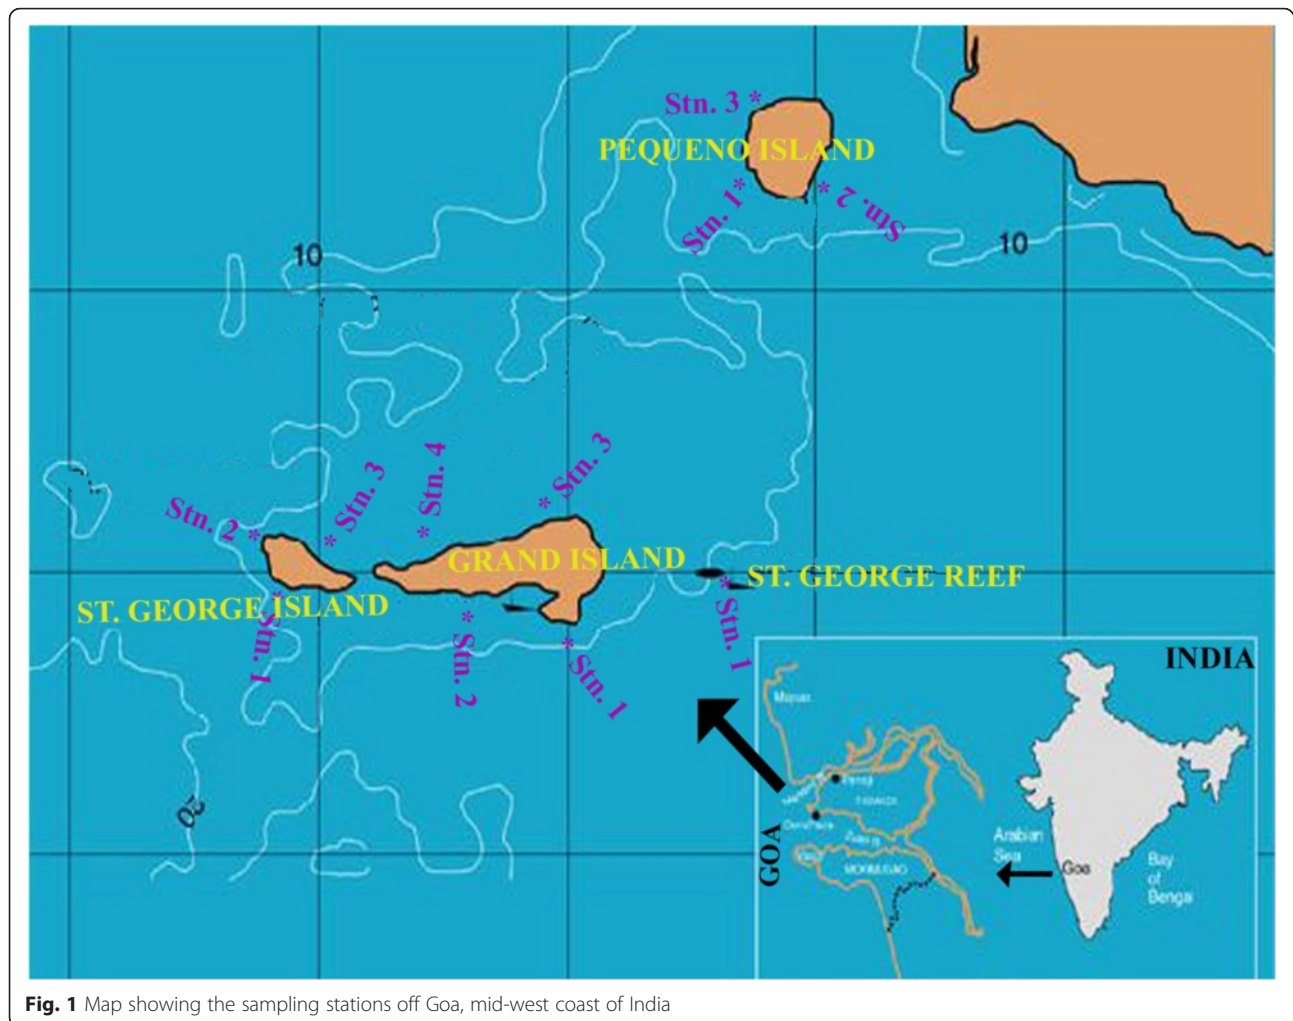 Stn. 3 *
PEQUENO ISLAND
Stn. 1 *
* Stn. 2
10
10
Stn. 2 *
* Stn. 3
* Stn. 4
* Stn. 3
GRAND ISLAND
ST. GEORGE REEF
ST. GEORGE ISLAND
* Stn. 1
* Stn. 2
* Stn. 1
* Stn. 1
20
INDIA
GOA
MORMUGAO
Arabian
Sea
Goa
Bay
of
Bengal
Fig. 1 Map showing the sampling stations off Goa, mid-west coast of India